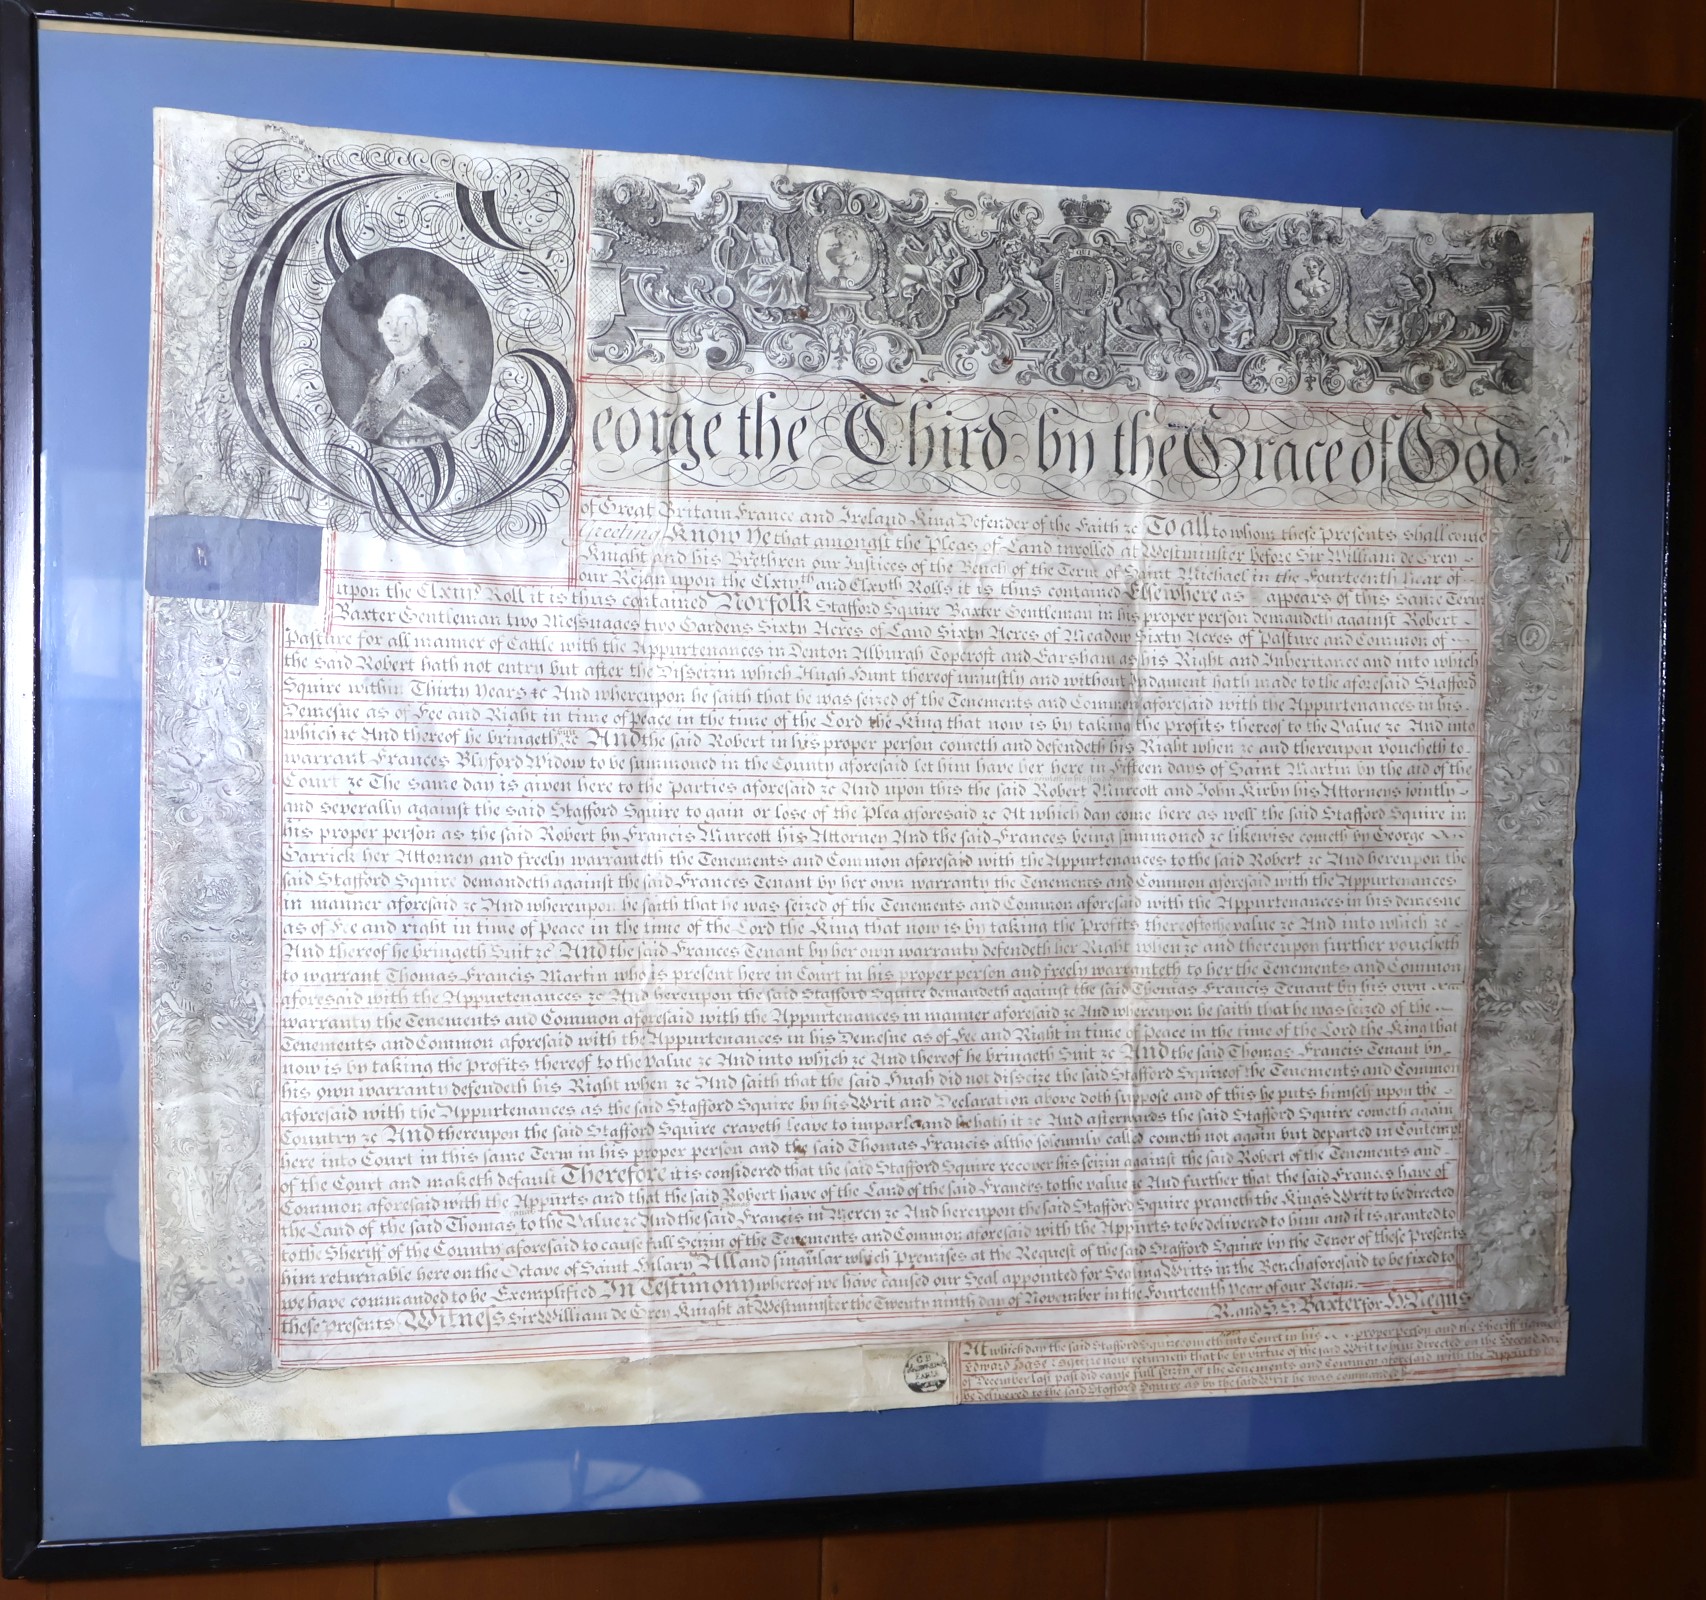 George the Third by the Grace of God
of Great Britain France and Ireland King Defender of the Faith &c To all to whom these Presents shall come
Greeting Know Ye that amongst the Pleas of Land inrolled at Westminster before Sir William de Grey
Knight and his Brethren our Justices of the Bench of the Term of Saint Michael in the Fourteenth Year of
our Reign upon the and Rolls it is thus contained Elsewhere as appears of this same Term
upon the Roll it is thus contained Norfolk Stafford Squire Baxter Gentleman in his proper person demandeth against Robert
Baxter Gentleman two Messuages two Gardens Sixty Acres of Land Sixty Acres of Meadow Sixty Acres of Pasture and Common of
Pasture for all manner of Cattle with the Appurtenances in Denton Alburgh Topcroft and Earsham as his Right and Inheritance and into which
the said Robert hath not entry but after the Disseizin which Hugh Hunt thereof unjustly and without Judgment hath made to the aforesaid Stafford
Squire within Thirty Years &c And whereupon he saith that he was seized of the Tenements and Common aforesaid with the Appurtenances in his
Demesne as of Fee and Right in time of Peace in the time of the Lord the King that now is by taking the profits thereof to the Value &c And into
which &c And thereof he bringeth Suit &c And the said Robert in his proper person cometh and defendeth his Right when &c and thereupon voucheth to
warrant Frances Blyford Widow to be summoned in the County aforesaid let him have her here in Fifteen days of Saint Martin by the aid of the
Court &c The same day is given here to the Parties aforesaid &c And upon this the said Robert Murcott and John Kirby his Attorneys jointly
and severally against the said Stafford Squire to gain or lose of the Plea aforesaid &c At which day come here as well the said Stafford Squire in
his proper person as the said Robert by Francis Murcott his Attorney And the said Frances being summoned &c likewise cometh by George
Garrick her Attorney and freely warranteth the Tenements and Common aforesaid with the Appurtenances to the said Robert &c And hereupon the
said Stafford Squire demandeth against the said Frances Tenant by her own warranty the Tenements and Common aforesaid with the Appurtenances
in manner aforesaid &c And whereupon he saith that he was seized of the Tenements and Common aforesaid with the Appurtenances in his demesne
as of Fee and right in time of Peace in the time of the Lord the King that now is by taking the Profits thereof to the value &c And into which &c
And thereof he bringeth Suit &c And the said Frances Tenant by her own warranty defendeth her Right when &c and thereupon further voucheth
to warrant Thomas Francis Martin who is present here in Court in his proper person and freely warranteth to her the Tenements and Common
aforesaid with the Appurtenances &c And hereupon the said Stafford Squire demandeth against the said Thomas Francis Tenant by his own
warranty the Tenements and Common aforesaid with the Appurtenances in manner aforesaid &c And whereupon he saith that he was seized of the
Tenements and Common aforesaid with the Appurtenances in his Demesne as of Fee and Right in time of Peace in the time of the Lord the King that
now is by taking the Profits thereof to the Value &c And into which &c And thereof he bringeth Suit &c And the said Thomas Francis Tenant by
his own warranty defendeth his Right when &c And saith that the said Hugh did not disseize the said Stafford Squire of the Tenements and Common
aforesaid with the Appurtenances as the said Stafford Squire by his Writ and Declaration above doth suppose and of this he puts himself upon the
Country &c And thereupon the said Stafford Squire craveth leave to imparle and he hath it &c And afterwards the said Stafford Squire cometh again
here into Court in this same Term in his proper person and the said Thomas Francis altho solemnly called cometh not again but departed in Contempt
of the Court and maketh default Therefore it is considered that the said Stafford Squire recover his seizin against the said Robert of the Tenements and
Common aforesaid with the Appurts and that the said Robert have of the Land of the said Frances to the value &c And further that the said Frances have of
the Land of the said Thomas to the Value &c And the said Francis in Mercy &c And hereupon the said Stafford Squire prayeth the Kings Writ to be directed
to the Sheriff of the County aforesaid to cause full Seizin of the Tenements and Common aforesaid with the Appurts to be delivered to him and it is granted to
him returnable here on the Octave of Saint Hilary All and singular which Premises at the Request of the said Stafford Squire by the Tenor of these Presents
we have commanded to be Exemplified In Testimony whereof we have caused our Seal appointed for Sealing Writs in the Bench aforesaid to be fixed to
these presents Witness Sir William de Grey Knight at Westminster the Twenty ninth day of November in the Fourteenth Year of our Reign
R. and Baxter for H Negus
At which day the said Stafford Squire cometh into Court in his proper person and the Sheriff namely
Edward Hase Esquire now returneth that he by virtue of the said Writ to him directed on the Second day
of December last past did cause full seizin of the Tenements and Common aforesaid with the Appurts to
be delivered to the said Stafford Squire as by the said Writ he was commanded